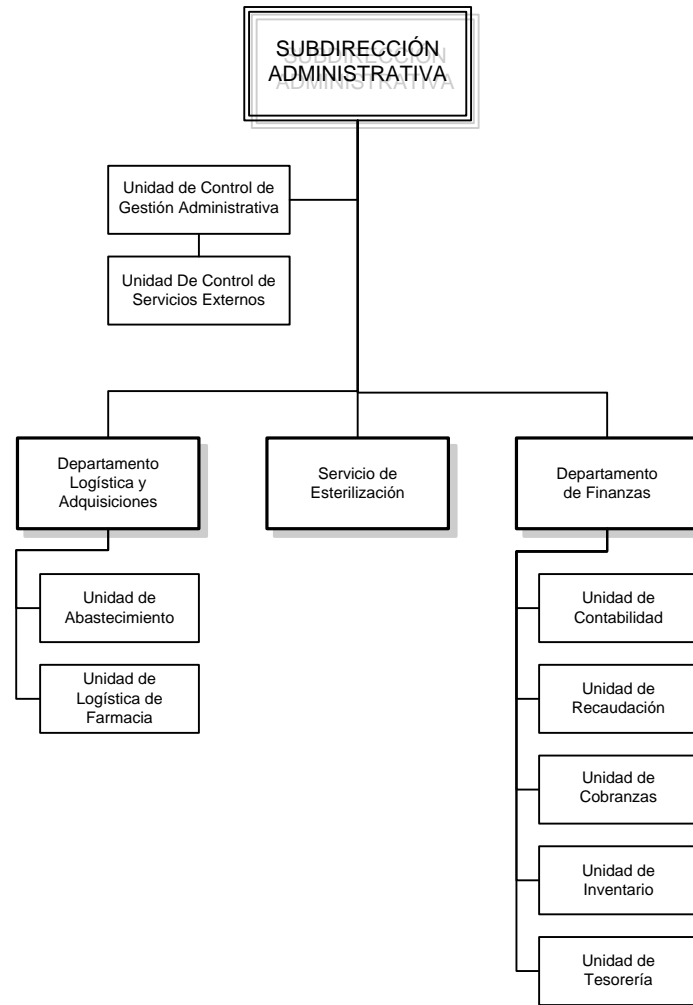 SUBDIRECCIÓN
ADMINISTRATIVA
Unidad de Control de
Gestión Administrativa
Unidad De Control de
Servicios Externos
Departamento
Logística y
Adquisiciones
Servicio de
Esterilización
Departamento
de Finanzas
Unidad de
Abastecimiento
Unidad de
Logística de
Farmacia
Unidad de
Contabilidad
Unidad de
Recaudación
Unidad de
Cobranzas
Unidad de
Inventario
Unidad de
Tesorería